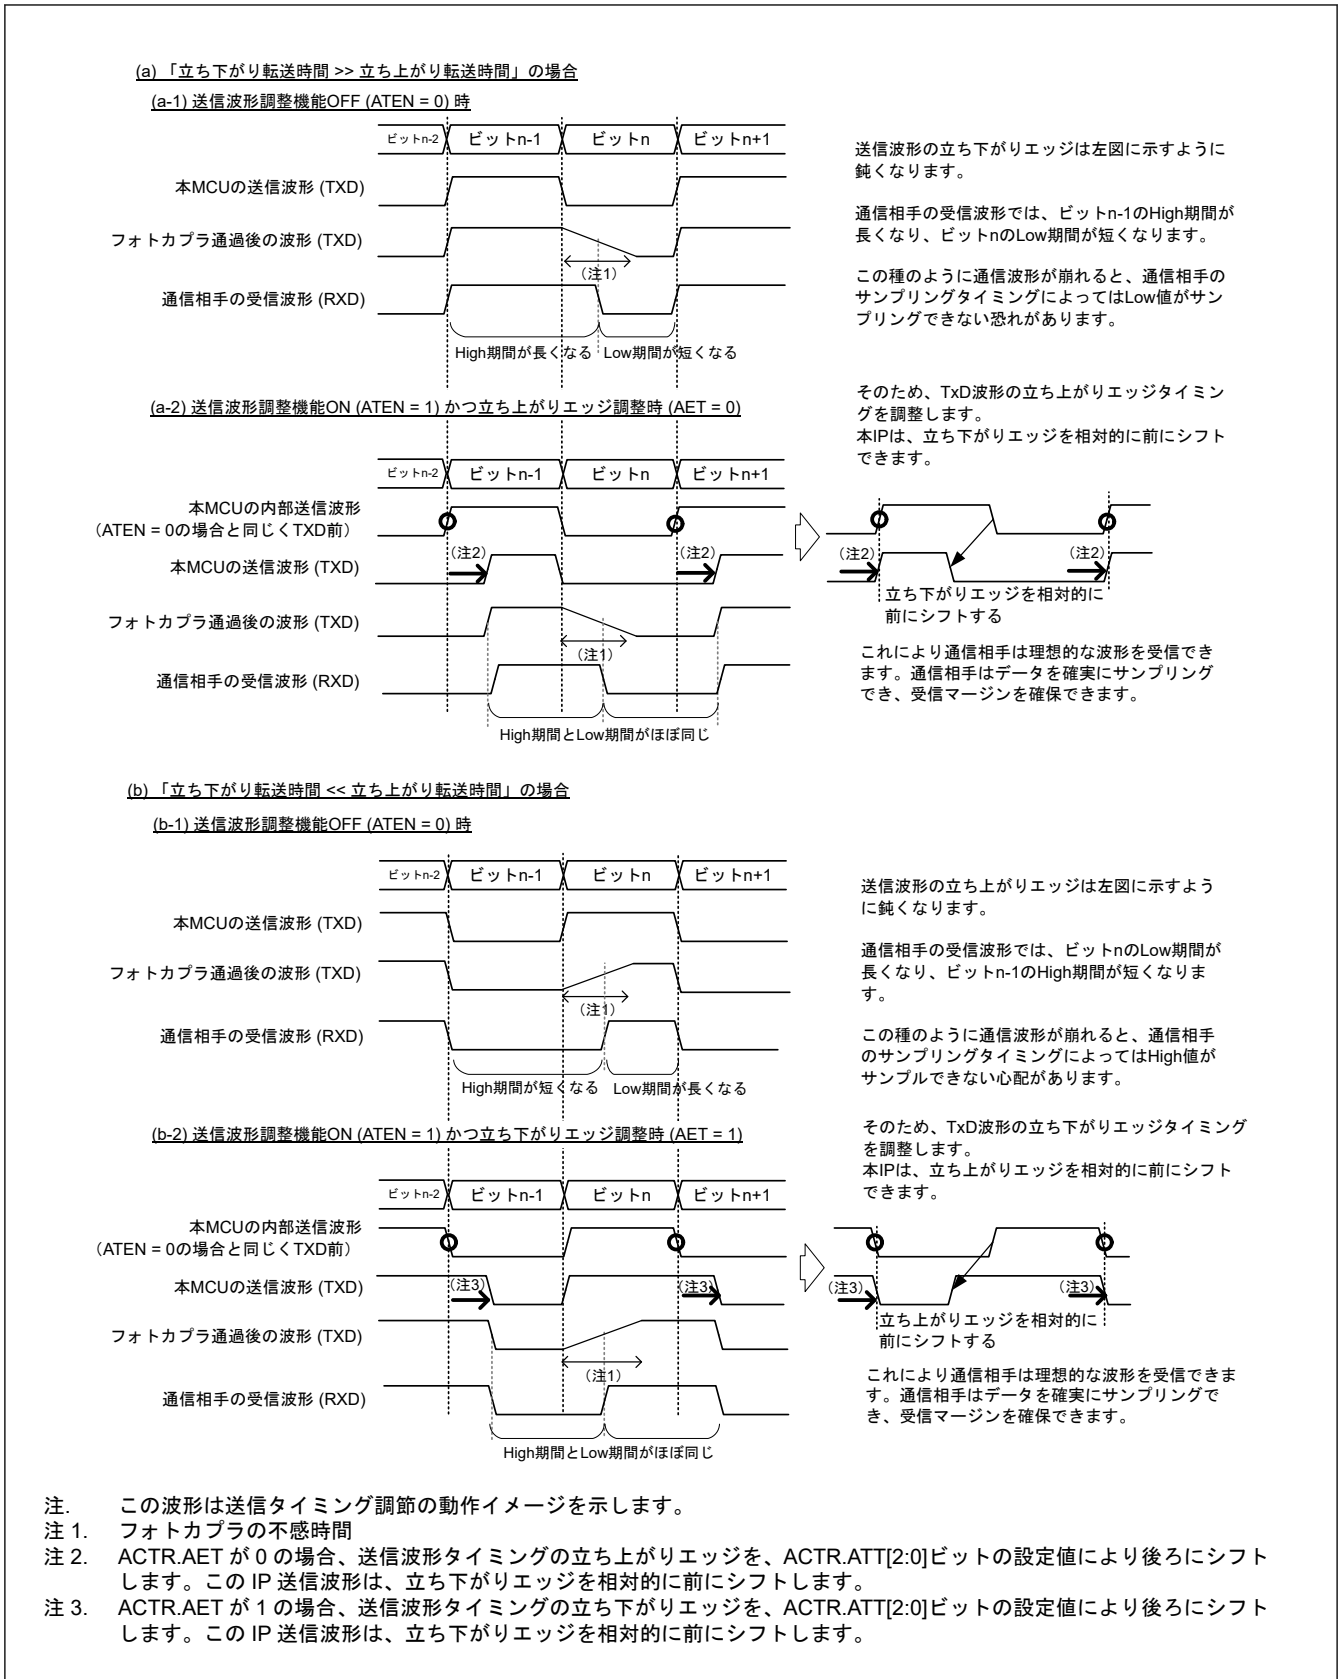 (a) 「立ち下がり転送時間 >> 立ち上がり転送時間」の場合
(a-1) 送信波形調整機能OFF (ATEN = 0) 時
ビットn-2 ビットn-1 ビットn ビットn+1
本MCUの送信波形 (TXD)
フォトカプラ通過後の波形 (TXD)
(注1)
通信相手の受信波形 (RXD)
High期間が長くなる Low期間が短くなる
送信波形の立ち下がりエッジは左図に示すように
鈍くなります。
通信相手の受信波形では、ビットn-1のHigh期間が
長くなり、ビットnのLow期間が短くなります。
この種のように通信波形が崩れると、通信相手の
サンプリングタイミングによってはLow値がサン
プリングできない恐れがあります。
(a-2) 送信波形調整機能ON (ATEN = 1) かつ立ち上がりエッジ調整時 (AET = 0)
そのため、TxD波形の立ち上がりエッジタイミン
グを調整します。
本IPは、立ち下がりエッジを相対的に前にシフト
できます。
ビットn-2 ビットn-1 ビットn ビットn+1
本MCUの内部送信波形
(ATEN = 0の場合と同じくTXD前)
(注2) (注2)
本MCUの送信波形 (TXD)
フォトカプラ通過後の波形 (TXD)
(注1)
通信相手の受信波形 (RXD)
High期間とLow期間がほぼ同じ
(注2) (注2)
立ち下がりエッジを相対的に
前にシフトする
これにより通信相手は理想的な波形を受信でき
ます。通信相手はデータを確実にサンプリング
でき、受信マージンを確保できます。
(b) 「立ち下がり転送時間 << 立ち上がり転送時間」の場合
(b-1) 送信波形調整機能OFF (ATEN = 0) 時
ビットn-2 ビットn-1 ビットn ビットn+1
本MCUの送信波形 (TXD)
フォトカプラ通過後の波形 (TXD)
(注1)
通信相手の受信波形 (RXD)
High期間が短くなる Low期間が長くなる
送信波形の立ち上がりエッジは左図に示すよう
に鈍くなります。
通信相手の受信波形では、ビットnのLow期間が
長くなり、ビットn-1のHigh期間が短くなりま
す。
この種のように通信波形が崩れると、通信相手
のサンプリングタイミングによってはHigh値が
サンプルできない心配があります。
(b-2) 送信波形調整機能ON (ATEN = 1) かつ立ち下がりエッジ調整時 (AET = 1)
そのため、TxD波形の立ち下がりエッジタイミング
を調整します。
本IPは、立ち上がりエッジを相対的に前にシフト
できます。
ビットn-2 ビットn-1 ビットn ビットn+1
本MCUの内部送信波形
(ATEN = 0の場合と同じくTXD前)
(注3) (注3)
本MCUの送信波形 (TXD)
フォトカプラ通過後の波形 (TXD)
(注1)
通信相手の受信波形 (RXD)
High期間とLow期間がほぼ同じ
(注3) (注3)
立ち上がりエッジを相対的に
前にシフトする
これにより通信相手は理想的な波形を受信できま
す。通信相手はデータを確実にサンプリングで
き、受信マージンを確保できます。
注. この波形は送信タイミング調節の動作イメージを示します。
注 1. フォトカプラの不感時間
注 2. ACTR.AET が 0 の場合、送信波形タイミングの立ち上がりエッジを、ACTR.ATT[2:0]ビットの設定値により後ろにシフト
します。この IP 送信波形は、立ち下がりエッジを相対的に前にシフトします。
注 3. ACTR.AET が 1 の場合、送信波形タイミングの立ち下がりエッジを、ACTR.ATT[2:0]ビットの設定値により後ろにシフト
します。この IP 送信波形は、立ち下がりエッジを相対的に前にシフトします。